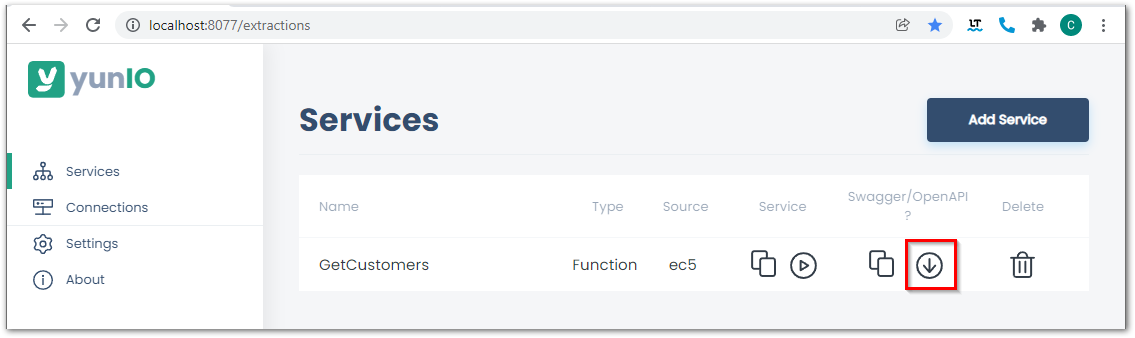 localhost:8077/extractions
LT
C
yunIO
Services
Add Service
Services
Connections
Settings
About
Name Type Source Service Swagger/OpenAPI ? Delete
GetCustomers Function ec5